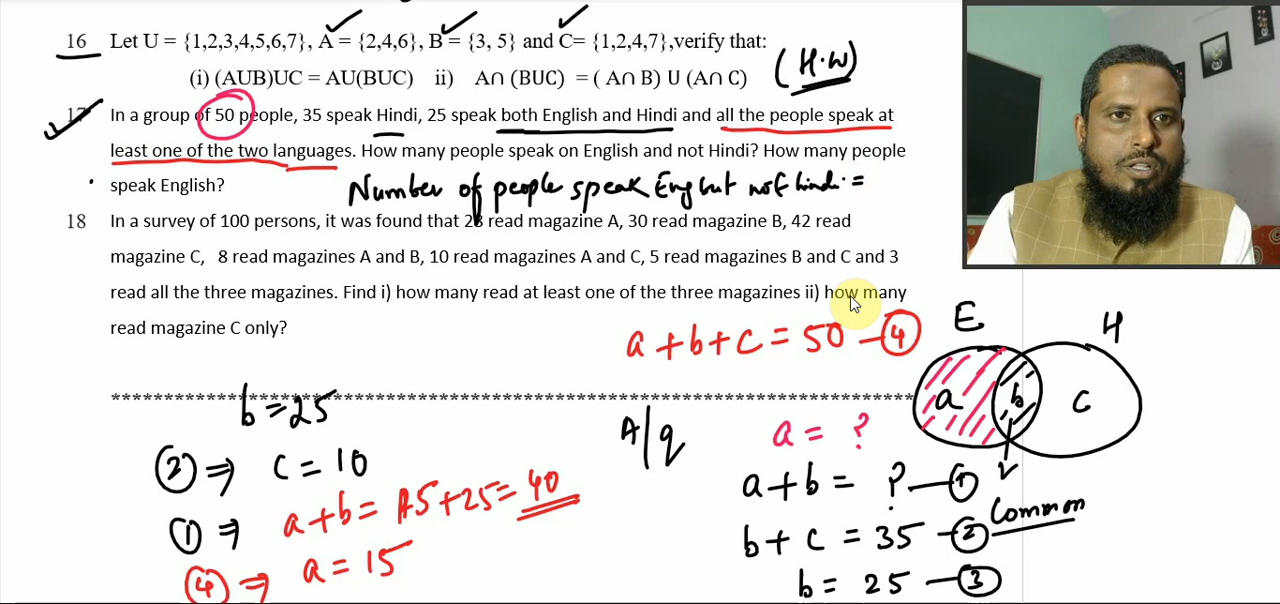 16 Let U = {1,2,3,4,5,6,7}, A = {2,4,6}, B = {3, 5} and C= {1,2,4,7},verify that:
(i) (AUB)UC = AU(BUC) ii) A∩ (BUC) = ( A∩ B) U (A∩ C) (H.W)
17 In a group of 50 people, 35 speak Hindi, 25 speak both English and Hindi and all the people speak at
least one of the two languages. How many people speak on English and not Hindi? How many people
speak English? Number of people speak Eng but not hindi =
18 In a survey of 100 persons, it was found that 28 read magazine A, 30 read magazine B, 42 read
magazine C, 8 read magazines A and B, 10 read magazines A and C, 5 read magazines B and C and 3
read all the three magazines. Find i) how many read at least one of the three magazines ii) how many
read magazine C only?
a + b + c = 50 — ④
E H
a b c
b = 25
A/q
a = ?
② ⇒ c = 10
a + b = ? — ①
① ⇒ a + b = 15 + 25 = 40
Common
b + c = 35 — ②
④ ⇒ a = 15
b = 25 — ③